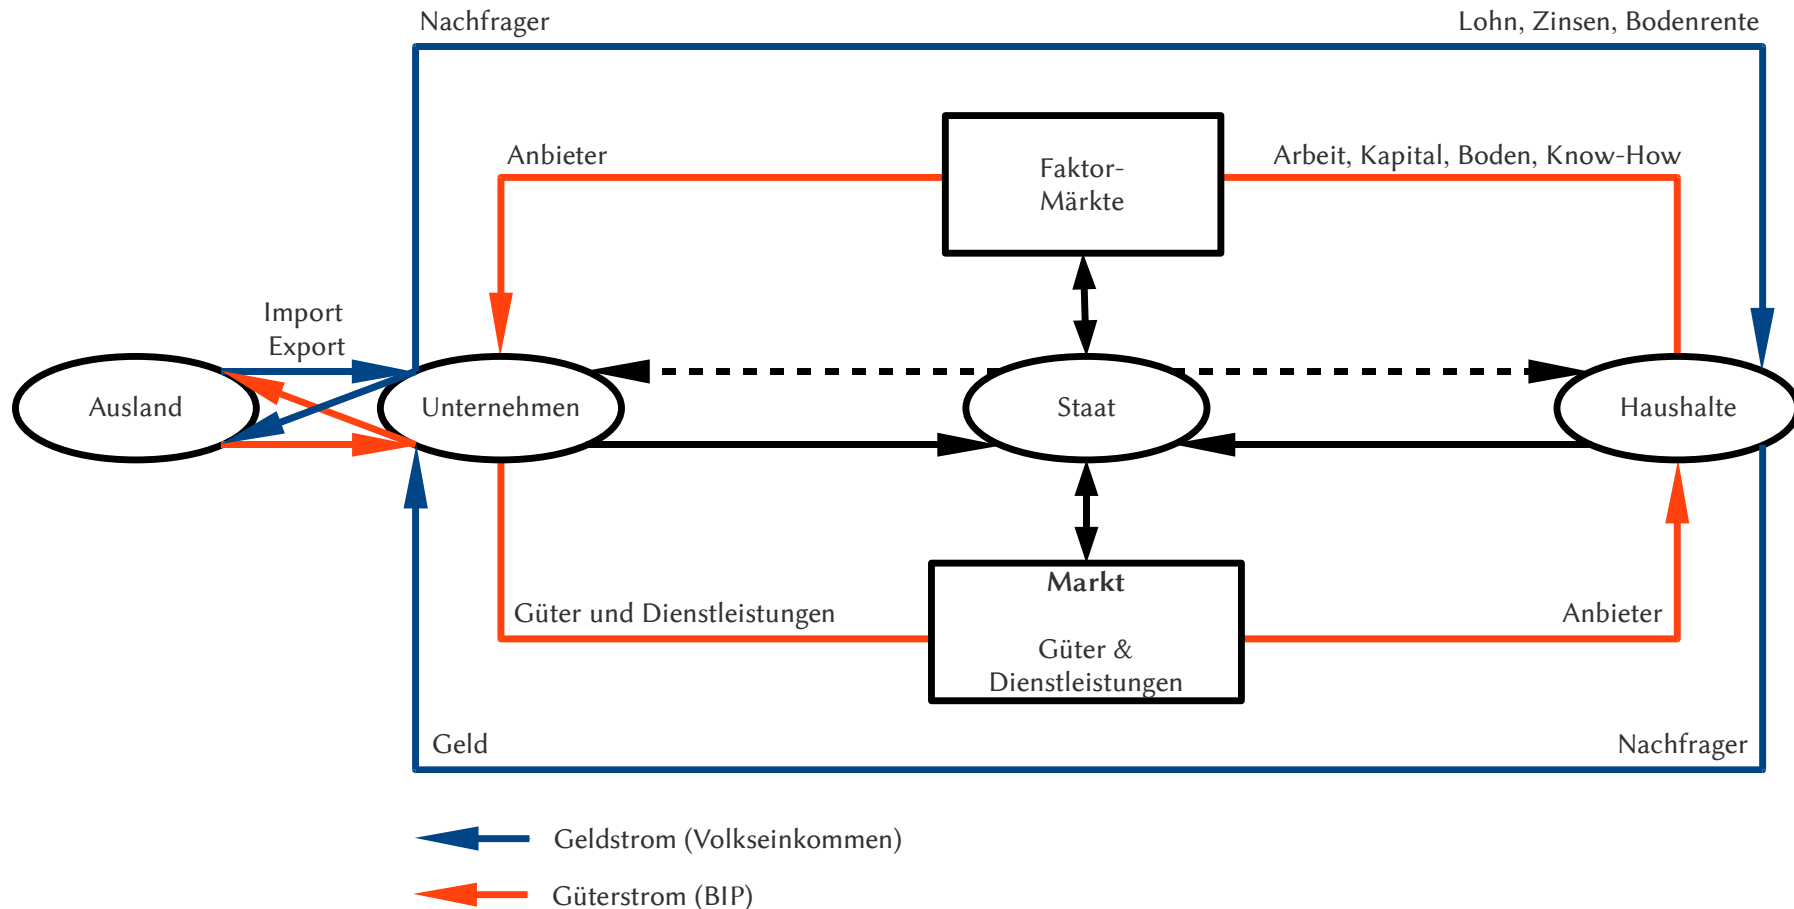 Nachfrager
Lohn, Zinsen, Bodenrente
Anbieter
Faktor-
Märkte
Arbeit, Kapital, Boden, Know-How
Import
Export
Ausland
Unternehmen
Staat
Haushalte
Markt
Güter und Dienstleistungen
Güter &
Dienstleistungen
Anbieter
Geld
Nachfrager
Geldstrom (Volkseinkommen)
Güterstrom (BIP)